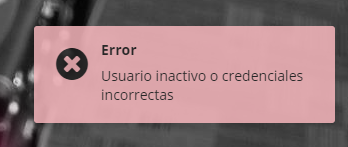 Error
Usuario inactivo o credenciales
incorrectas